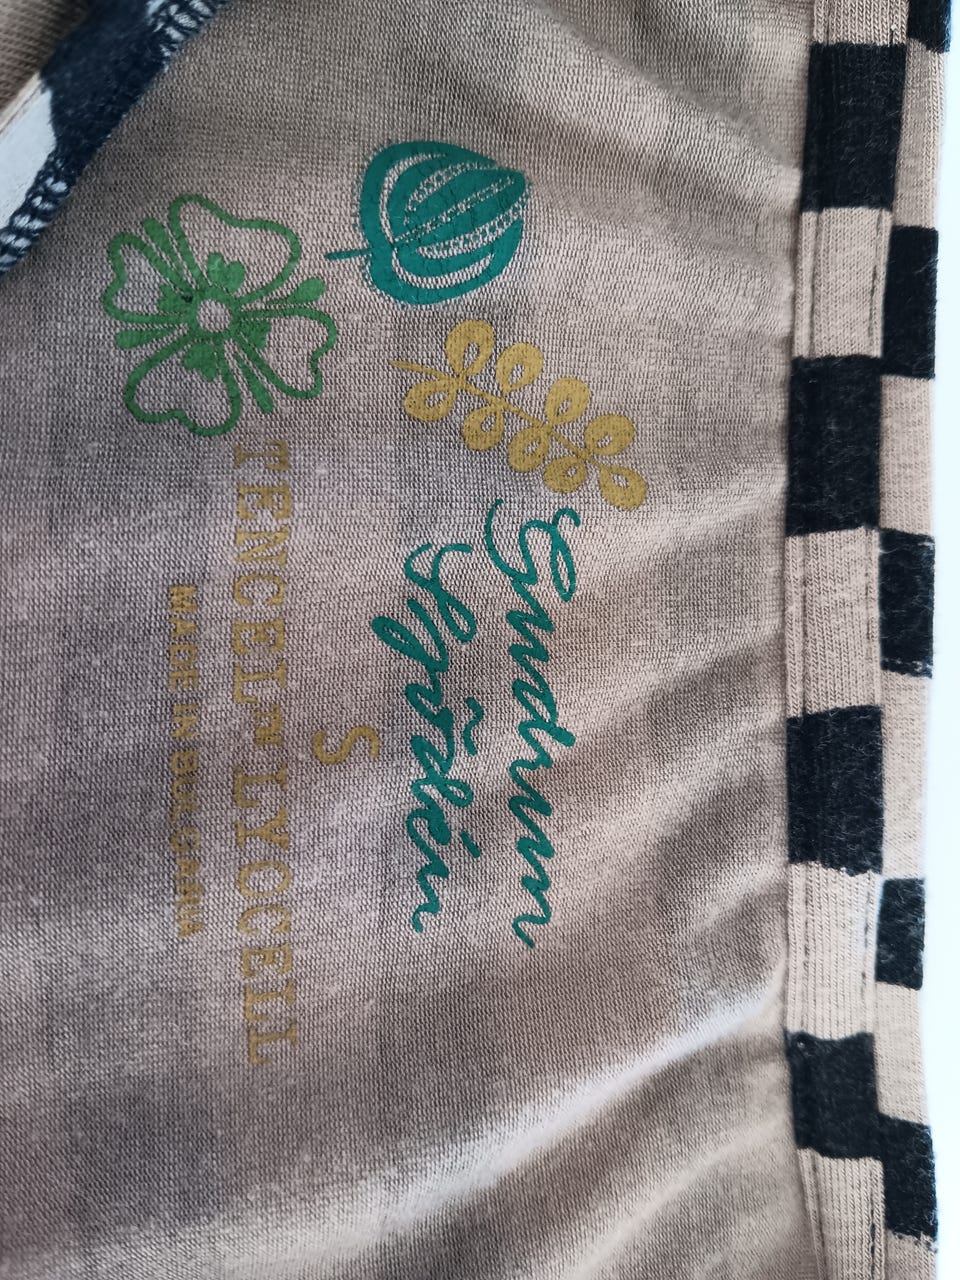 Gudrun
Sjödén
S
TENCEL™ LYOCELL
MADE IN BULGARIA